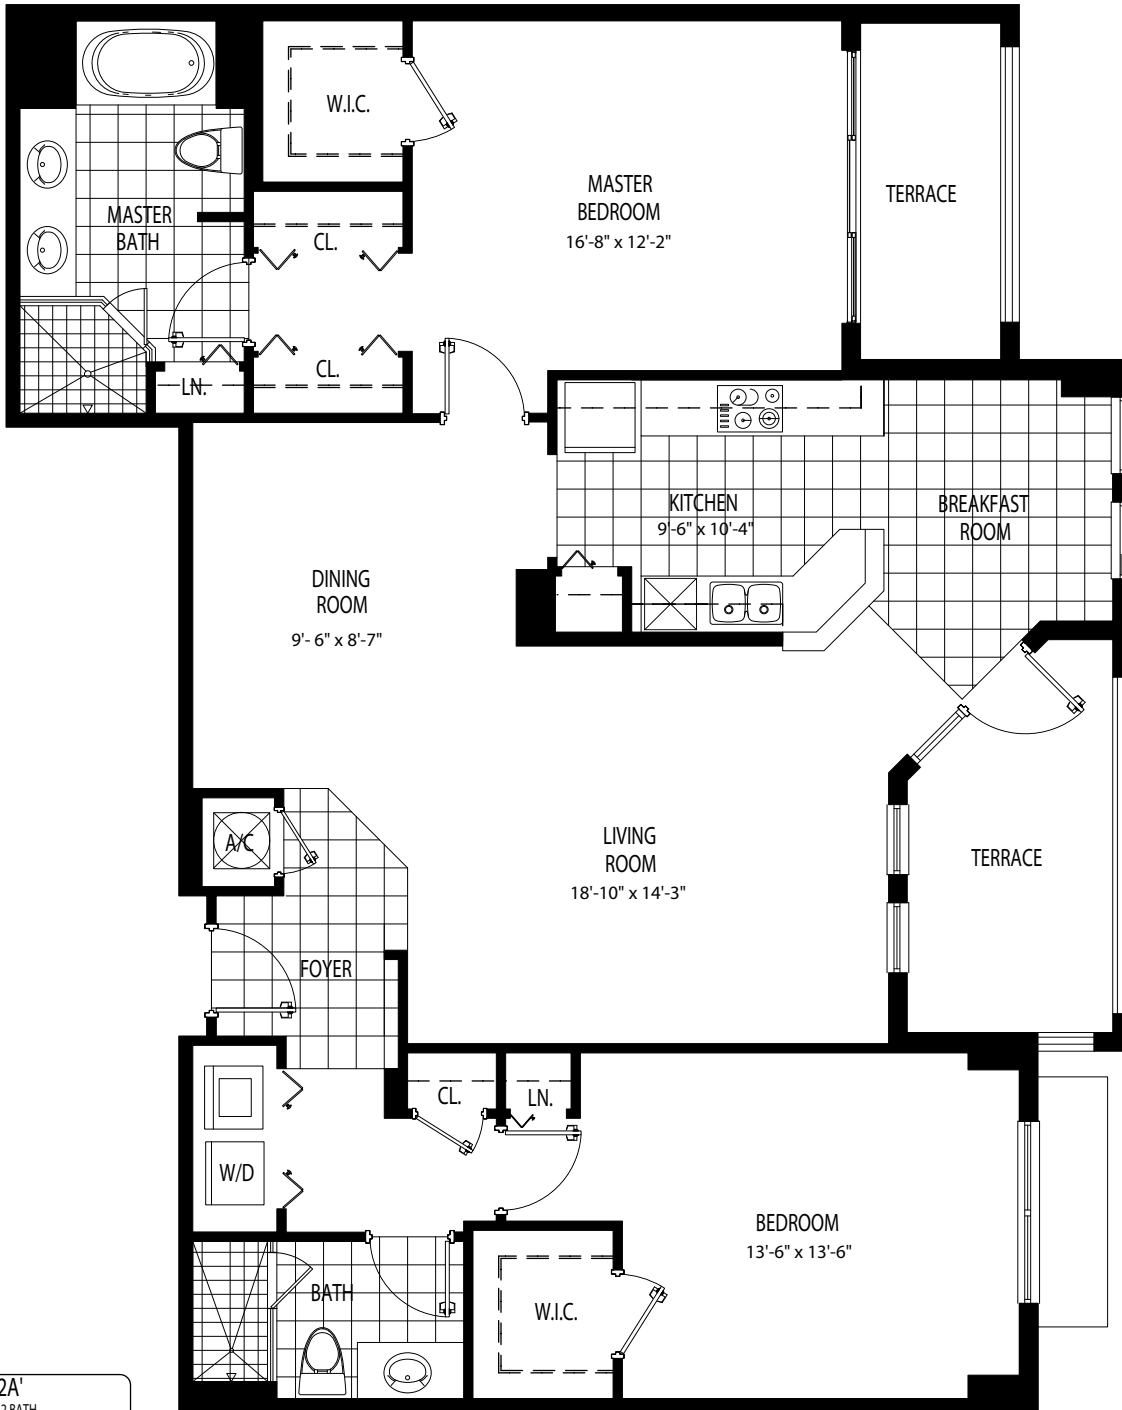 W.I.C.
MASTER
BEDROOM
16'-8" x 12'-2"
TERRACE
MASTER
BATH
CL.
CL.
LN.
KITCHEN
9'-6" x 10'-4"
BREAKFAST
ROOM
DINING
ROOM
9'- 6" x 8'-7"
A/C
LIVING
ROOM
18'-10" x 14'-3"
TERRACE
FOYER
CL.
LN.
W/D
BEDROOM
13'-6" x 13'-6"
BATH
W.I.C.
2A'
2 BATH